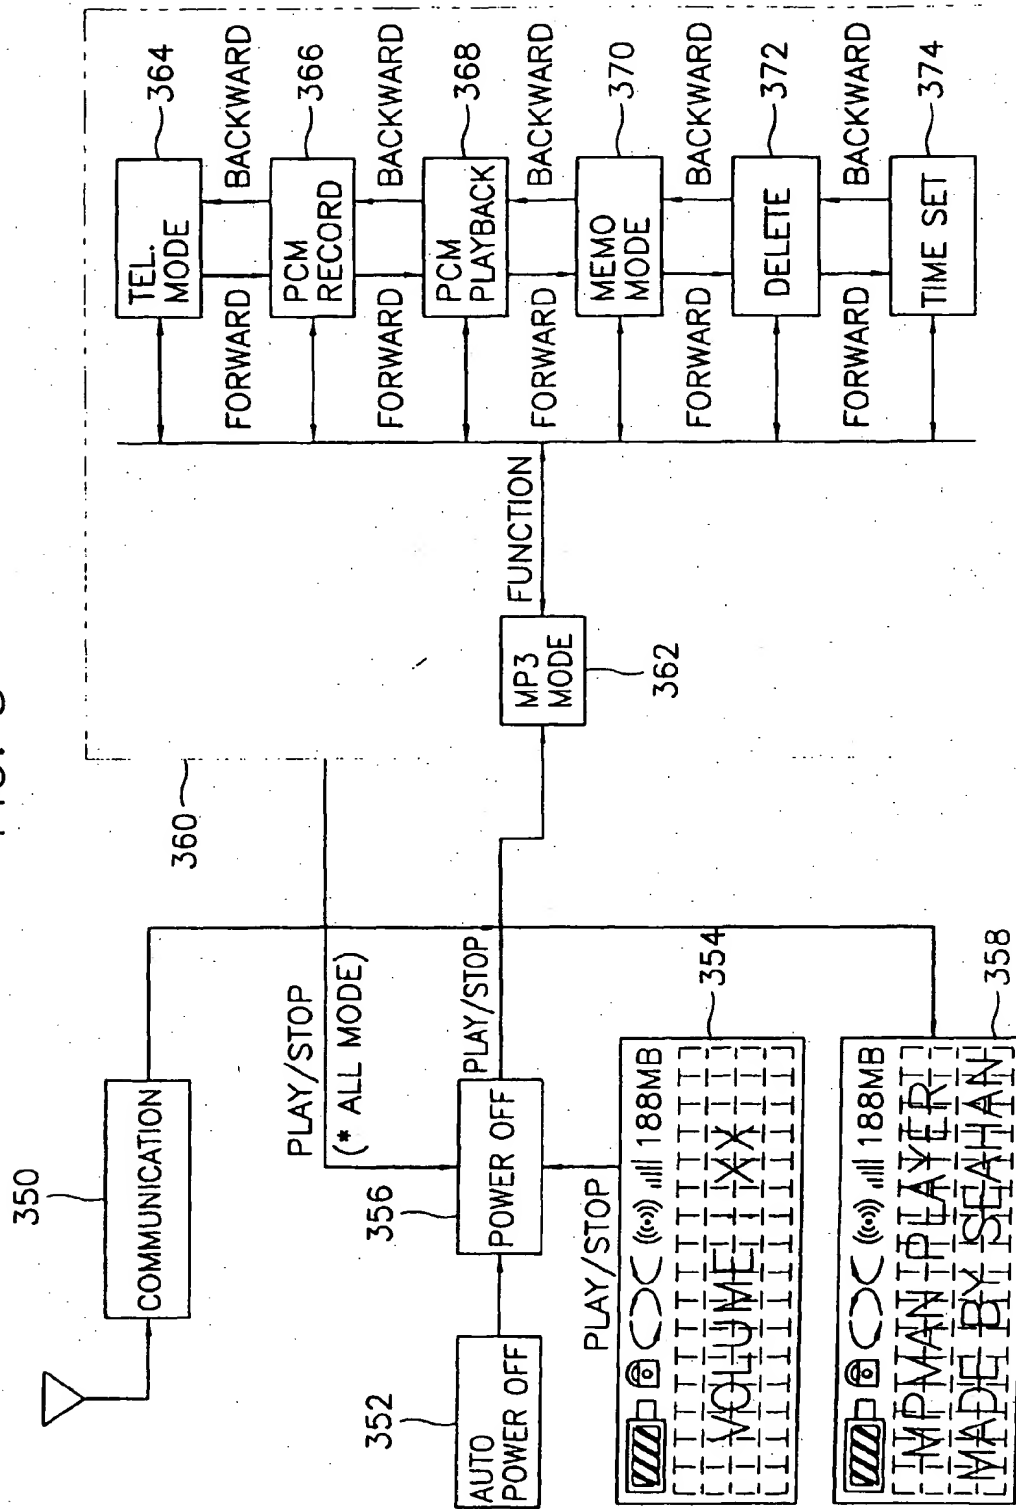 350
COMMUNICATION
352
AUTO
POWER OFF
356
POWER OFF
PLAY/STOP
(* ALL MODE)
PLAY/STOP
PLAY/STOP
188MB
VOLUME : XX
354
188MB
MPMAN PLAYER
MADE BY SEAHAN
358
360
MP3
MODE
362
FUNCTION
TEL.
MODE
364
FORWARD
BACKWARD
PCM
RECORD
366
FORWARD
BACKWARD
PCM
PLAYBACK
368
FORWARD
BACKWARD
MEMO
MODE
370
FORWARD
BACKWARD
DELETE
372
FORWARD
BACKWARD
TIME SET
374